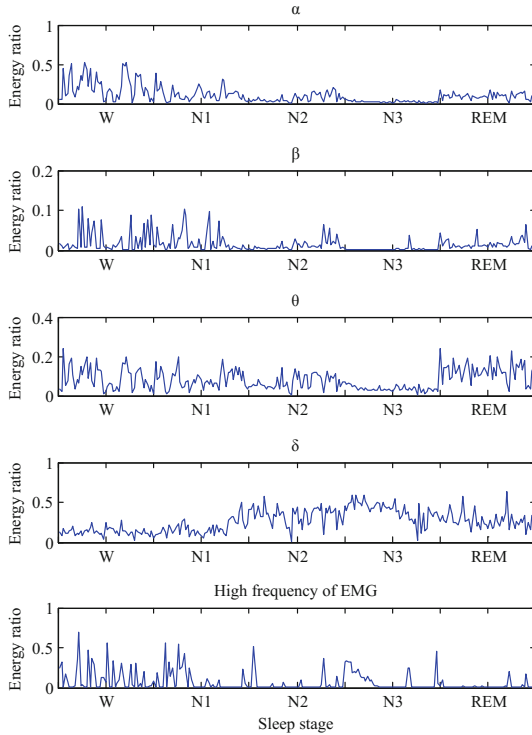 α
1
0.5
0
Energy ratio
W N1 N2 N3 REM
β
0.2
0.1
0
Energy ratio
W N1 N2 N3 REM
θ
0.4
0.2
0
Energy ratio
W N1 N2 N3 REM
δ
1
0.5
0
Energy ratio
W N1 N2 N3 REM
High frequency of EMG
1
0.5
0
Energy ratio
W N1 N2 N3 REM
Sleep stage